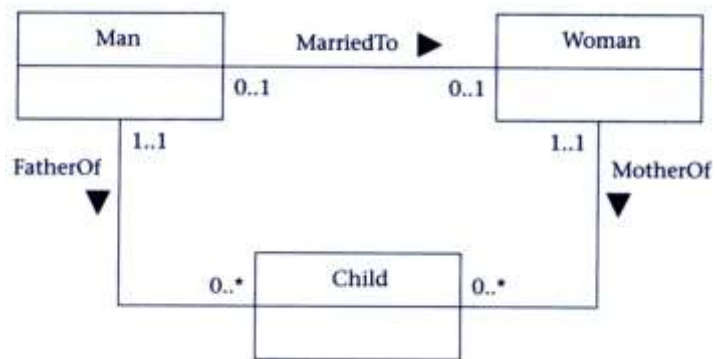 Man
MarriedTo ▶
Woman
0..1
0..1
1..1
1..1
FatherOf
▼
MotherOf
▼
0..*
Child
0..*